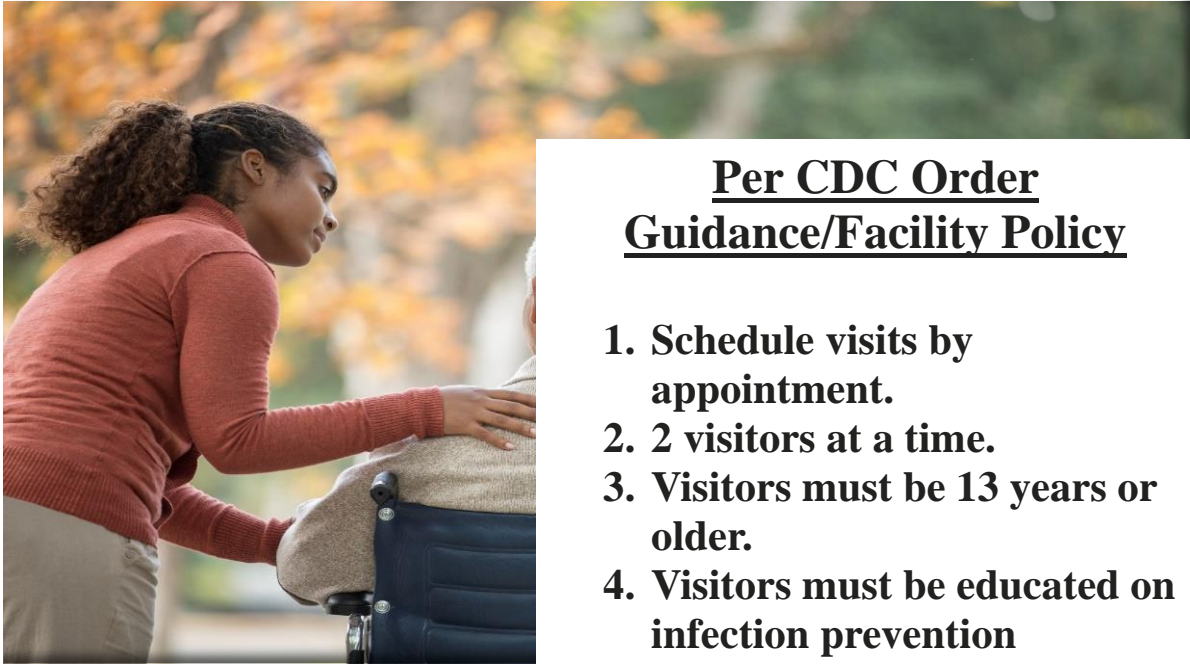 Per CDC Order
Guidance/Facility Policy
1. Schedule visits by
appointment.
2. 2 visitors at a time.
3. Visitors must be 13 years or
older.
4. Visitors must be educated on
infection prevention